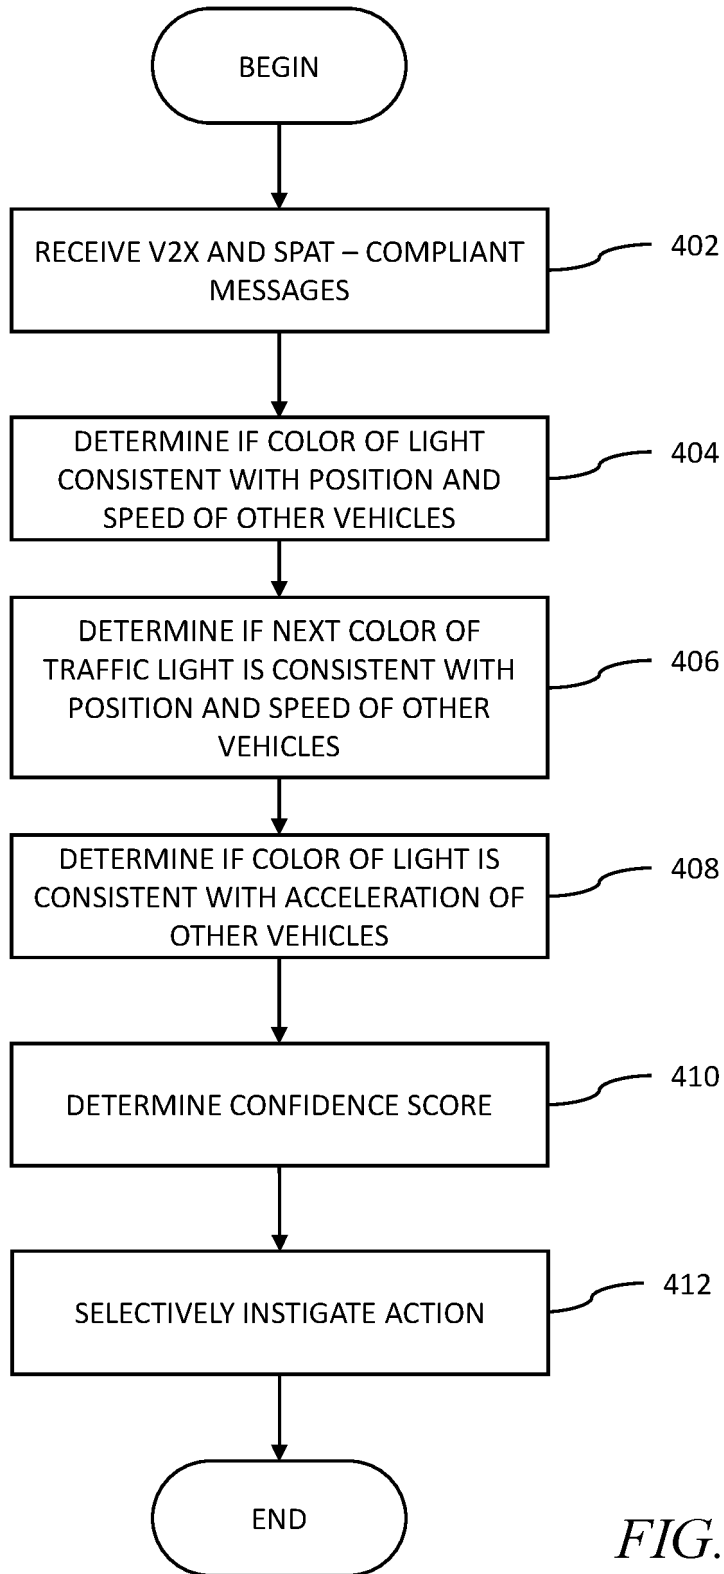 BEGIN
RECEIVE V2X AND SPAT – COMPLIANT
MESSAGES
402
DETERMINE IF COLOR OF LIGHT
CONSISTENT WITH POSITION AND
SPEED OF OTHER VEHICLES
404
DETERMINE IF NEXT COLOR OF
TRAFFIC LIGHT IS CONSISTENT WITH
POSITION AND SPEED OF OTHER
VEHICLES
406
DETERMINE IF COLOR OF LIGHT IS
CONSISTENT WITH ACCELERATION OF
OTHER VEHICLES
408
DETERMINE CONFIDENCE SCORE
410
SELECTIVELY INSTIGATE ACTION
412
END
FIG.